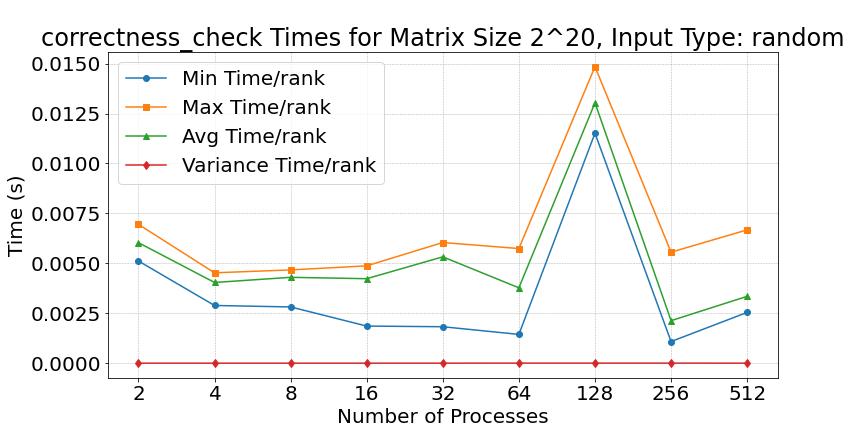 correctness_check Times for Matrix Size 2^20, Input Type: random
Min Time/rank
Max Time/rank
Avg Time/rank
Variance Time/rank
Time (s)
0.0150
0.0125
0.0100
0.0075
0.0050
0.0025
0.0000
2 4 8 16 32 64 128 256 512
Number of Processes